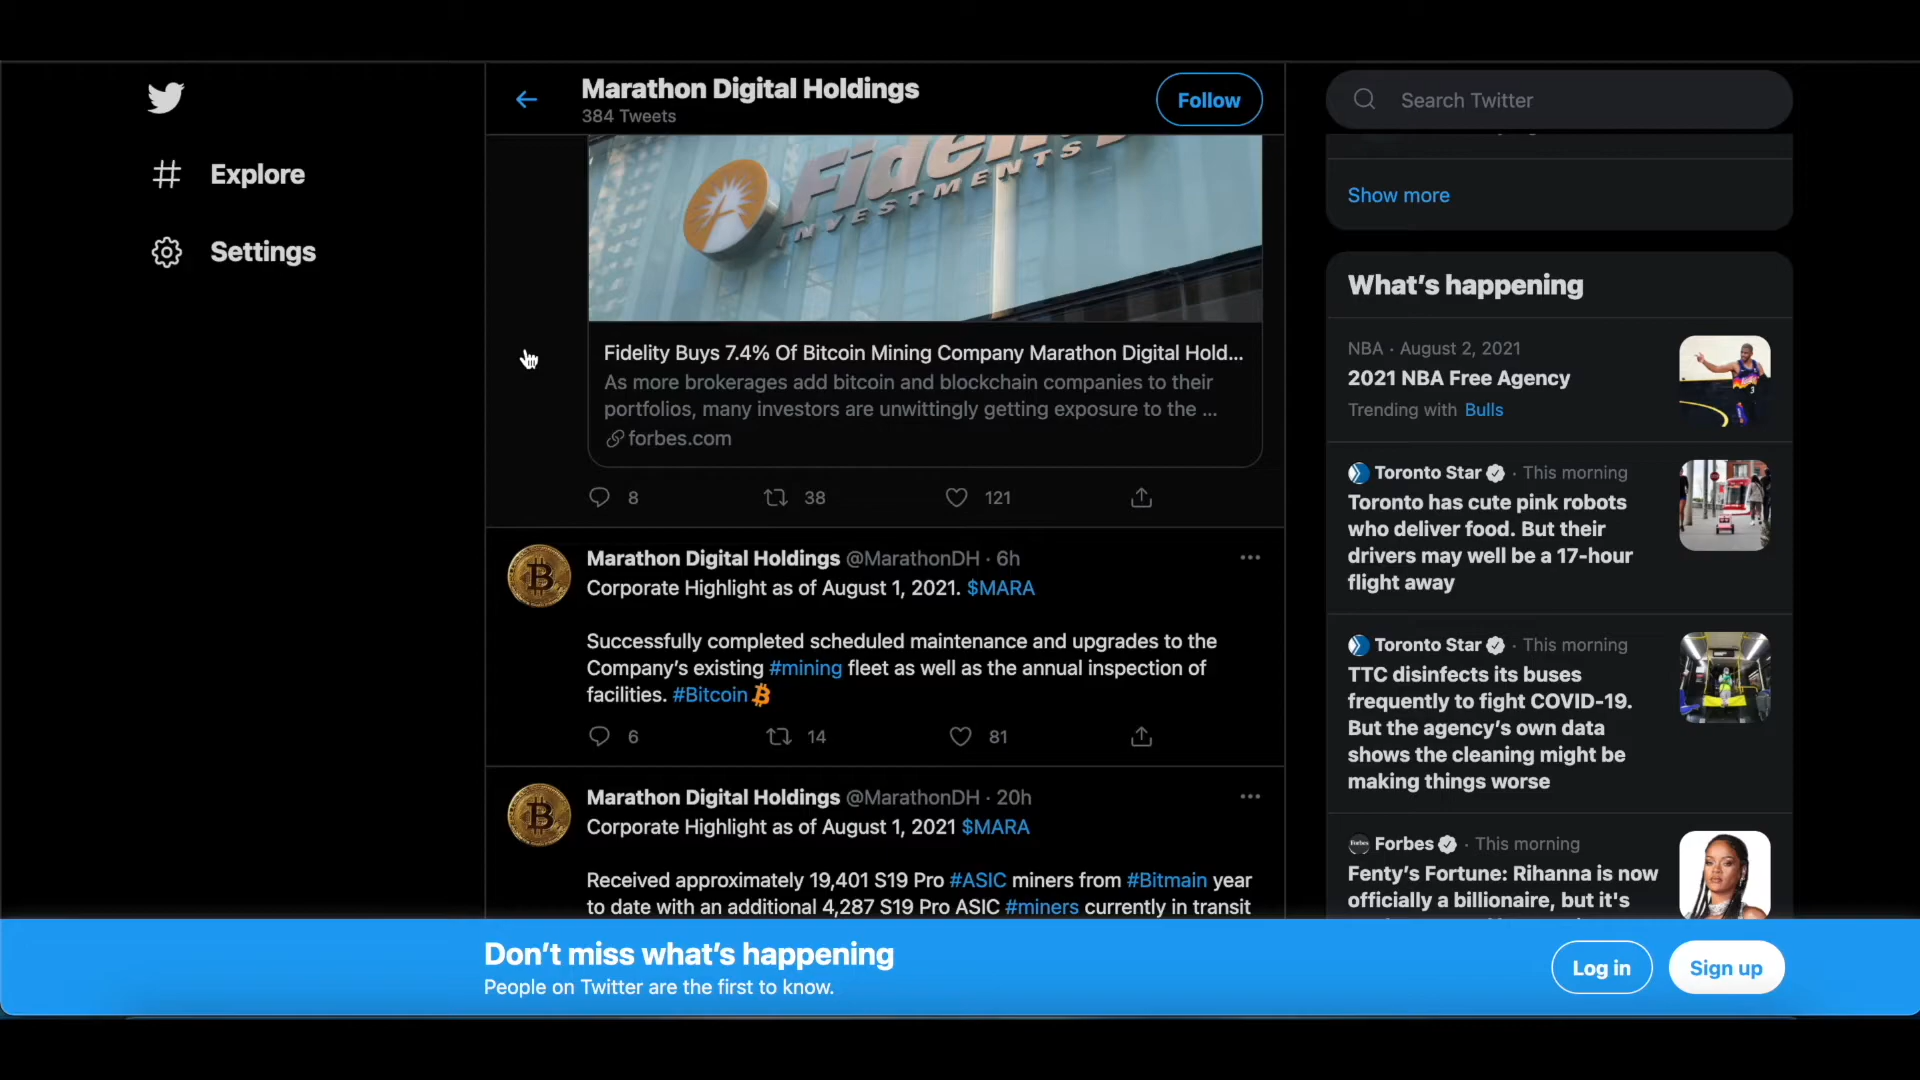 Explore
Settings
Marathon Digital Holdings
384 Tweets
Follow
Fidelity
INVESTMENTS
Fidelity Buys 7.4% Of Bitcoin Mining Company Marathon Digital Hold...
As more brokerages add bitcoin and blockchain companies to their
portfolios, many investors are unwittingly getting exposure to the ...
forbes.com
8 38 121
Marathon Digital Holdings @MarathonDH · 6h
Corporate Highlight as of August 1, 2021. $MARA
Successfully completed scheduled maintenance and upgrades to the
Company’s existing #mining fleet as well as the annual inspection of
facilities. #Bitcoin
6 14 81
Marathon Digital Holdings @MarathonDH · 20h
Corporate Highlight as of August 1, 2021 $MARA
Received approximately 19,401 S19 Pro #ASIC miners from #Bitmain year
to date with an additional 4,287 S19 Pro ASIC #miners currently in transit
Search Twitter
Show more
What’s happening
NBA · August 2, 2021
2021 NBA Free Agency
Trending with Bulls
Toronto Star · This morning
Toronto has cute pink robots
who deliver food. But their
drivers may well be a 17-hour
flight away
Toronto Star · This morning
TTC disinfects its buses
frequently to fight COVID-19.
But the agency’s own data
shows the cleaning might be
making things worse
Forbes · This morning
Fenty’s Fortune: Rihanna is now
officially a billionaire, but it's
Don’t miss what’s happening
People on Twitter are the first to know.
Log in
Sign up